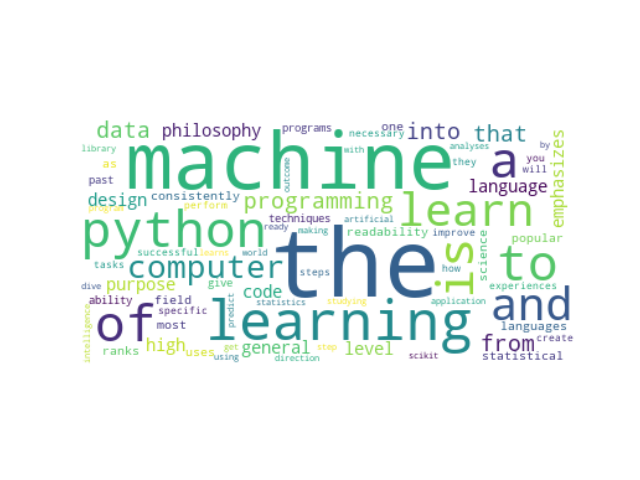 data philosophy programs necessary one into that
library machine with analyses a by
as outcome they you will emphasizes
past language
design consistently programming learn
program perform techniques artificial
python the ready making readability improve is science popular
successful learns world how to
tasks computer steps experiences
dive purpose give code statistics studying application and
ability field of specific predict learning languages
most from create
intelligence ranks high uses get general step level scikit statistical
using direction